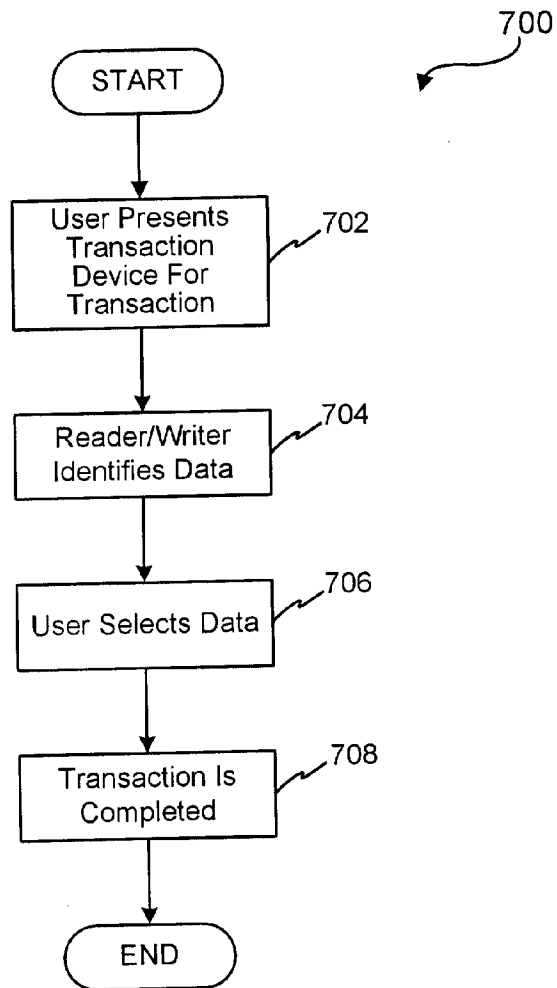 700
START
User Presents
Transaction
Device For
Transaction
702
Reader/Writer
Identifies Data
704
User Selects Data
706
Transaction Is
Completed
708
END